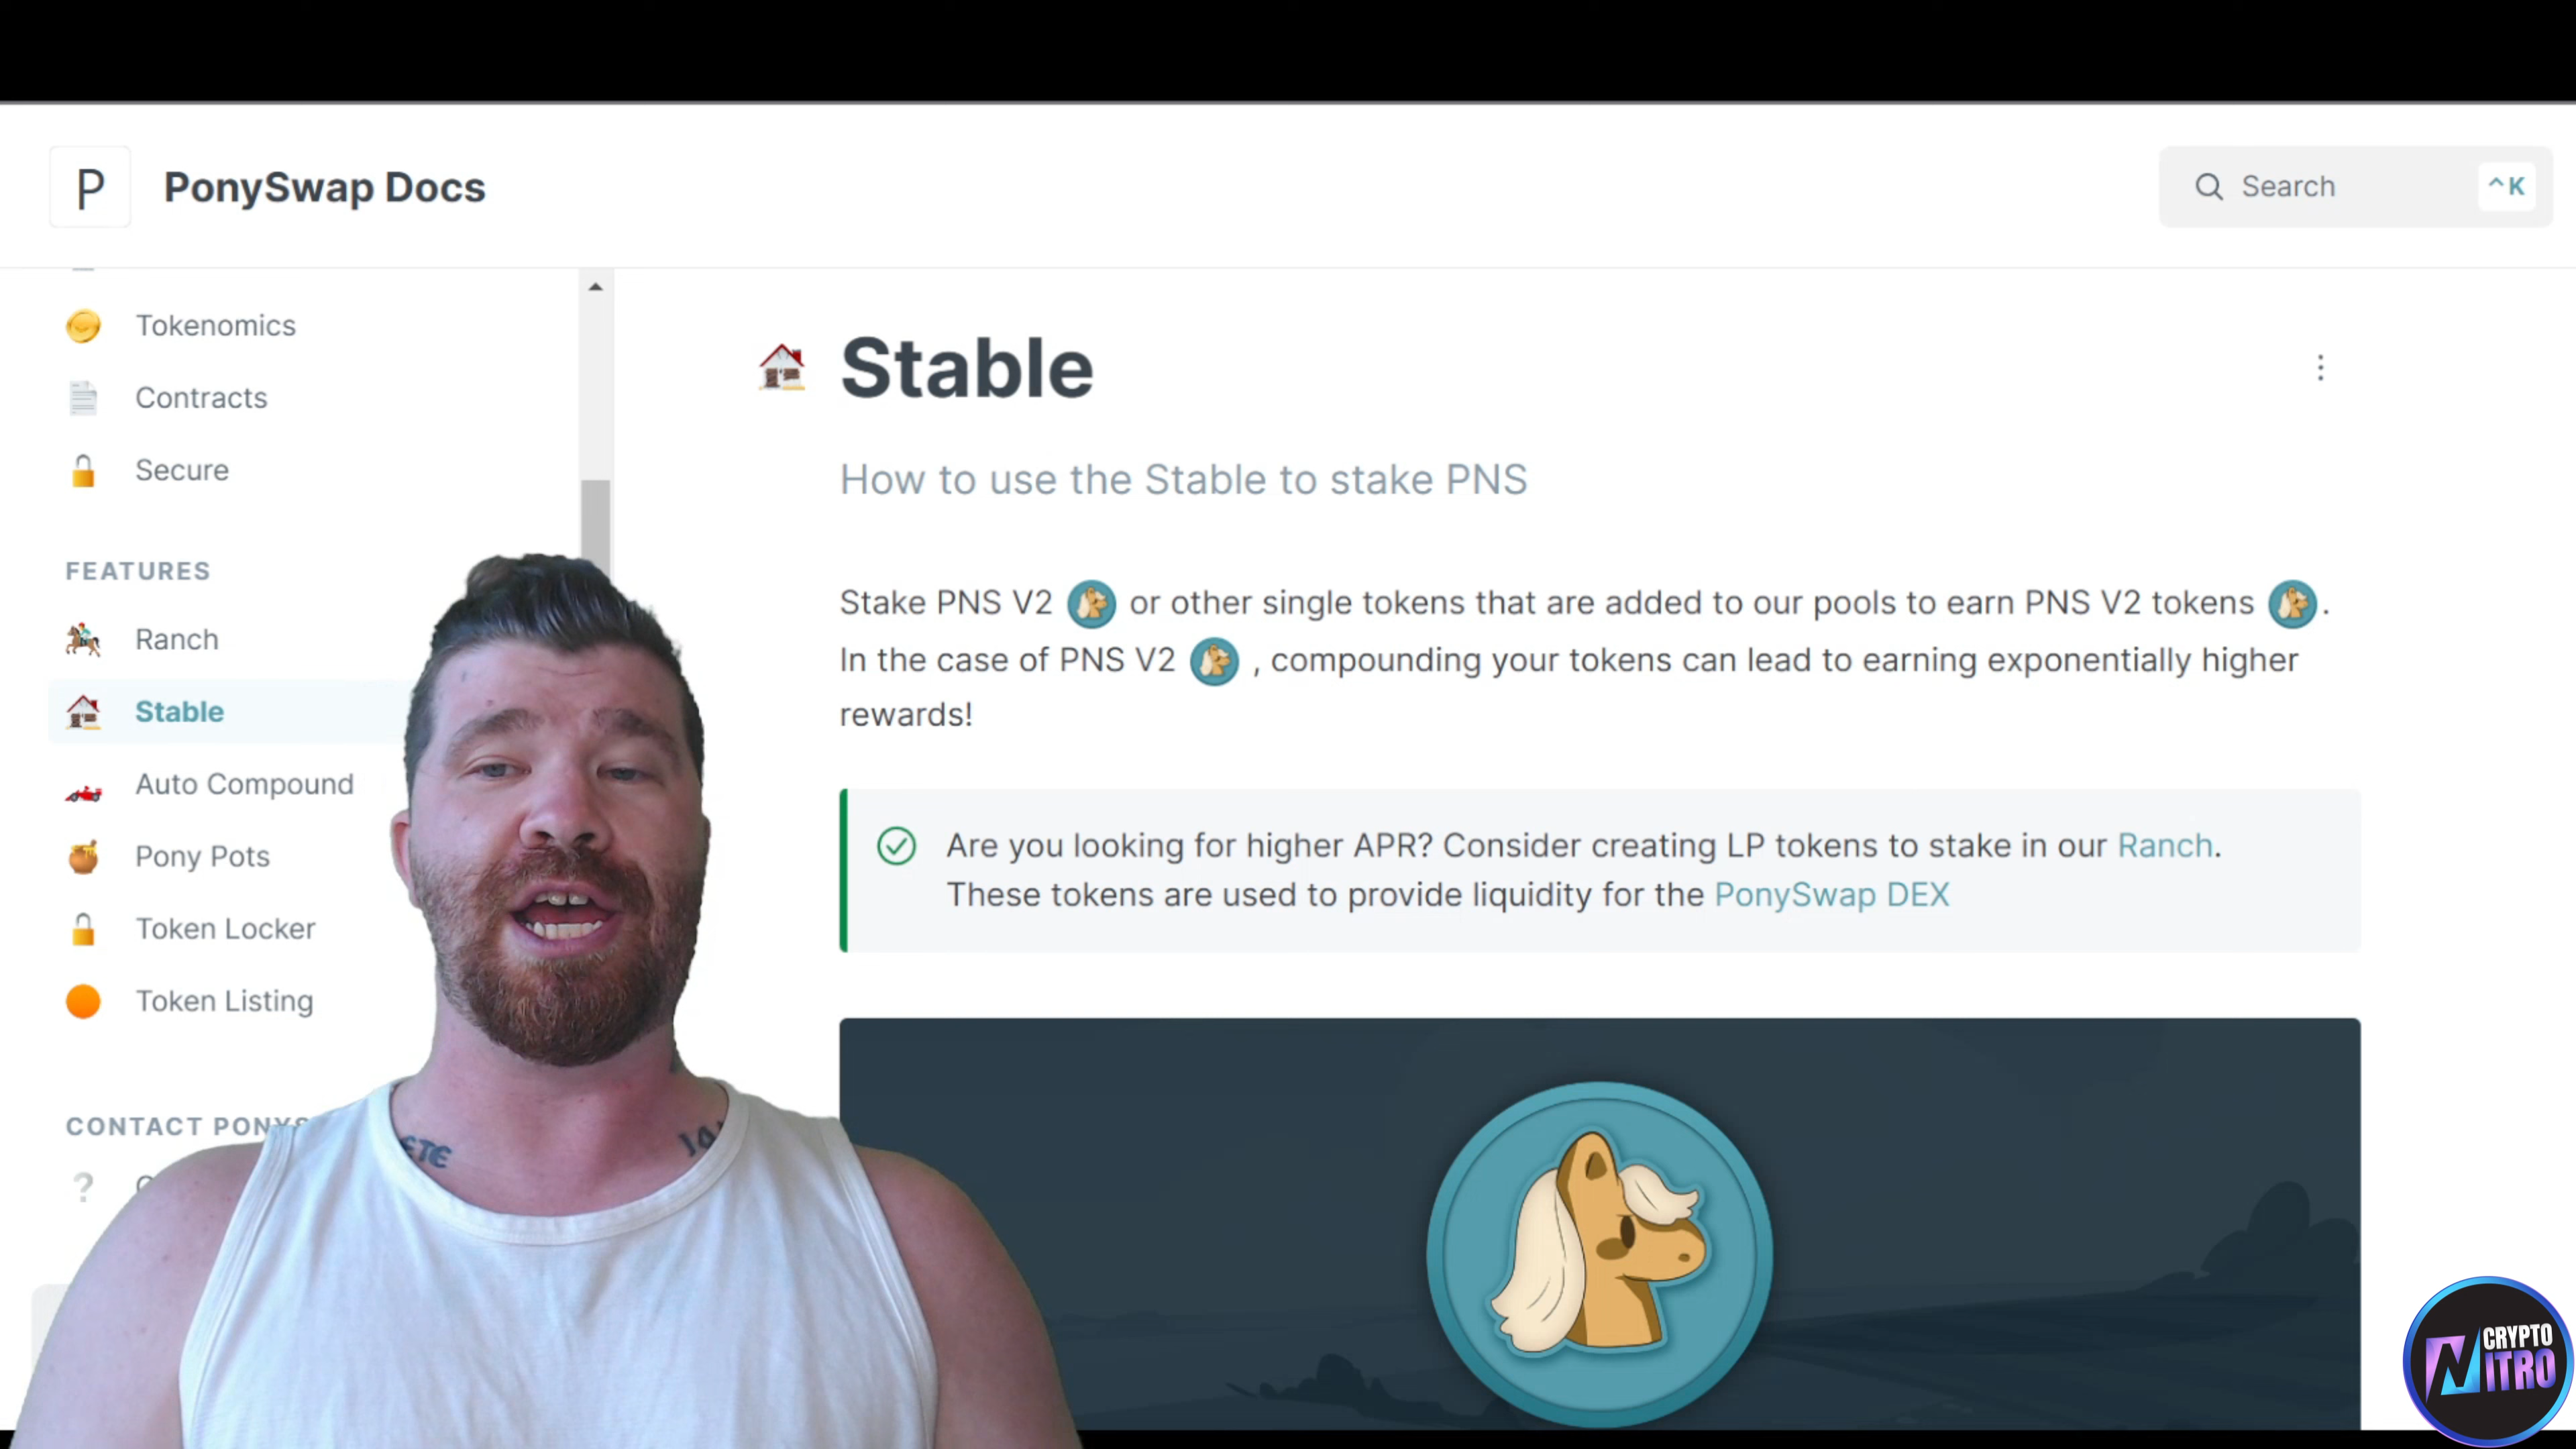 P
PonySwap Docs
Search
^ K
Tokenomics
Contracts
Secure
FEATURES
Ranch
Stable
Auto Compound
Pony Pots
Token Locker
Token Listing
CONTACT PONYS
?
Stable
How to use the Stable to stake PNS
Stake PNS V2 or other single tokens that are added to our pools to earn PNS V2 tokens .
In the case of PNS V2 , compounding your tokens can lead to earning exponentially higher
rewards!
Are you looking for higher APR? Consider creating LP tokens to stake in our Ranch.
These tokens are used to provide liquidity for the PonySwap DEX
CRYPTO
NITRO